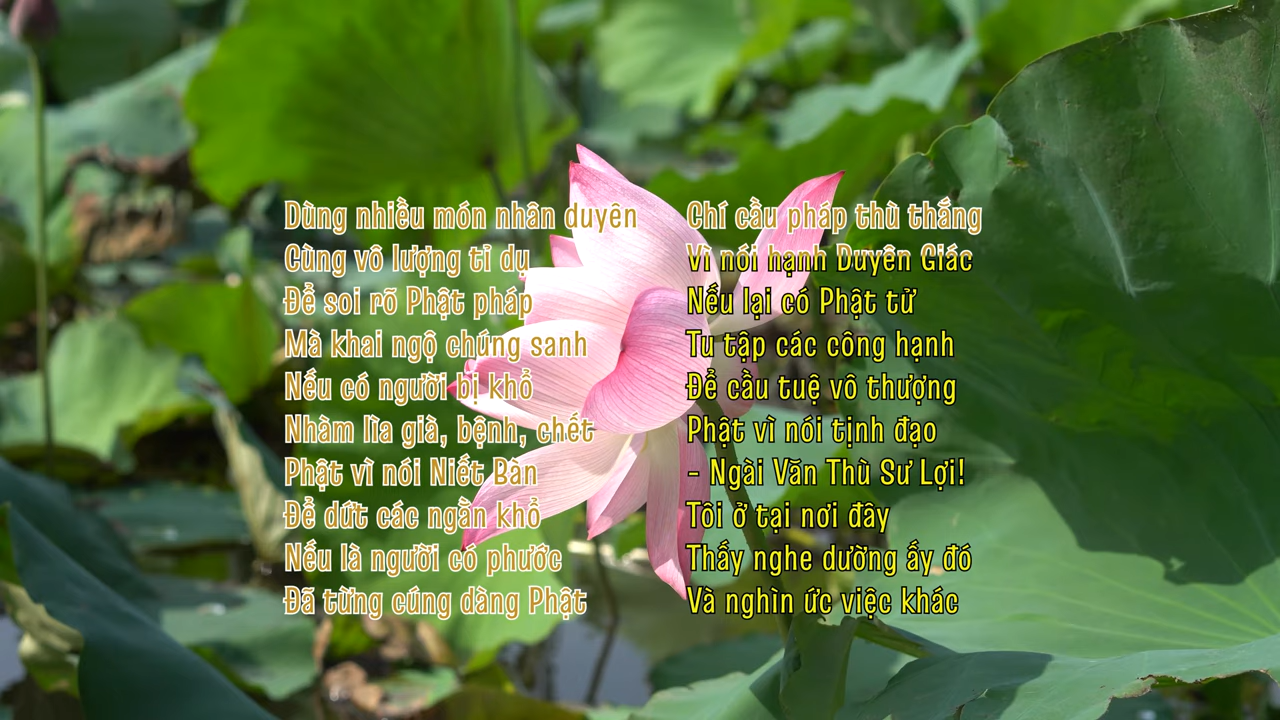 Dùng nhiều món nhân duyên
Cùng vô lượng tỉ dụ
Để soi rõ Phật pháp
Mà khai ngộ chúng sanh
Nếu có người bị khổ
Nhàm lìa già, bệnh, chết
Phật vì nói Niết Bàn
Để dứt các ngằn khổ
Nếu là người có phước
Đã từng cúng dàng Phật
Chí cầu pháp thù thắng
Vì nói hạnh Duyên Giác
Nếu lại có Phật tử
Tu tập các công hạnh
Để cầu tuệ vô thượng
Phật vì nói tịnh đạo
- Ngài Văn Thù Sư Lợi!
Tôi ở tại nơi đây
Thấy nghe dường ấy đó
Và nghìn ức việc khác